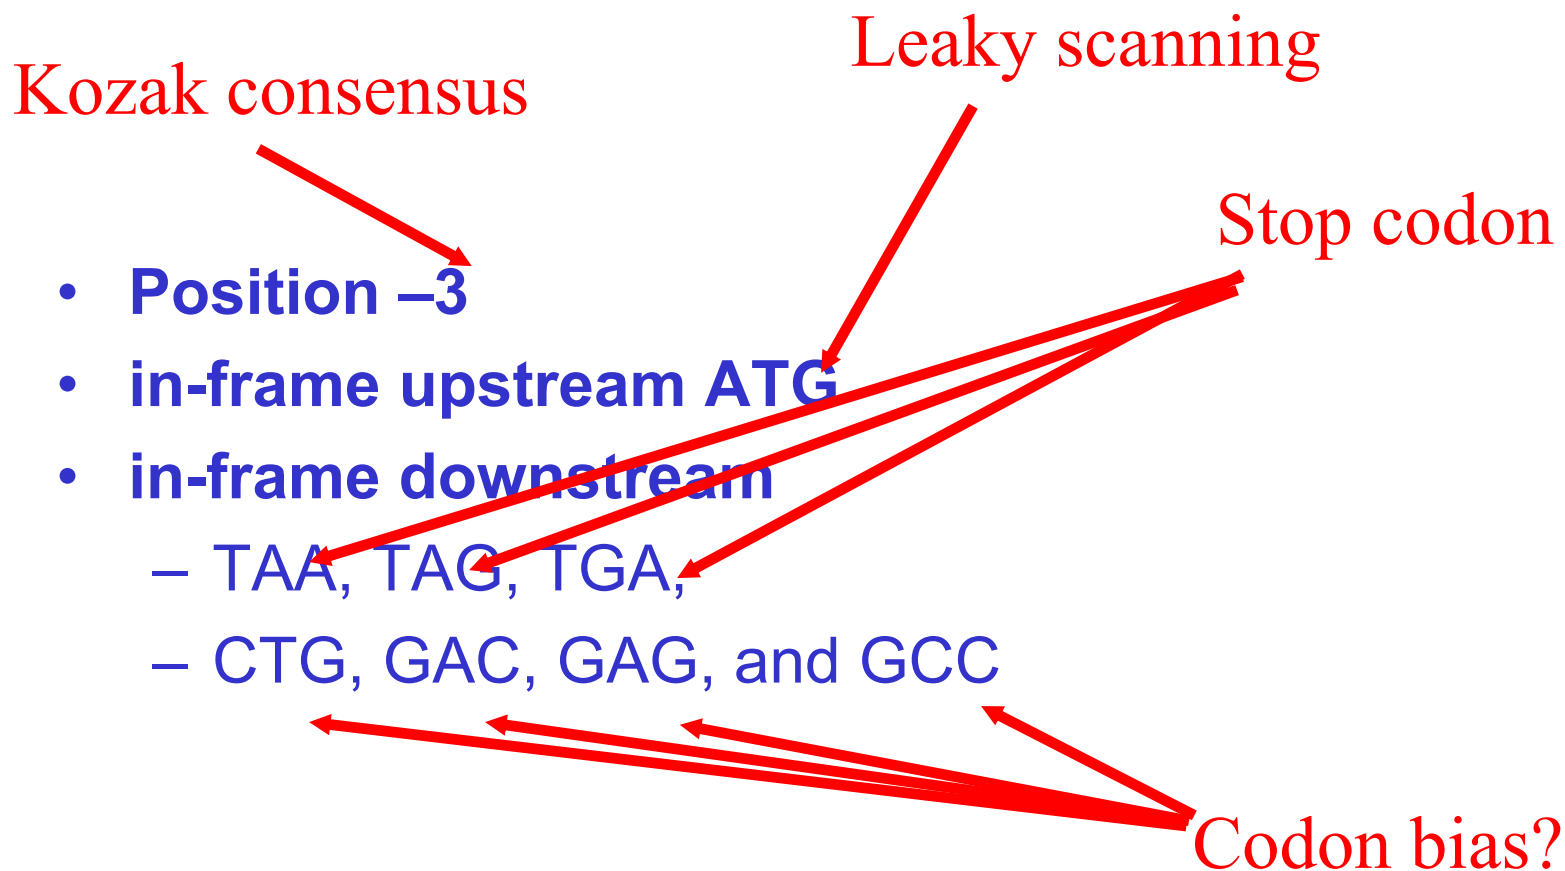 Leaky scanning
Kozak consensus
Stop codon
• Position –3
• in-frame upstream ATG
• in-frame downstream
– TAA, TAG, TGA,
– CTG, GAC, GAG, and GCC
Codon bias?